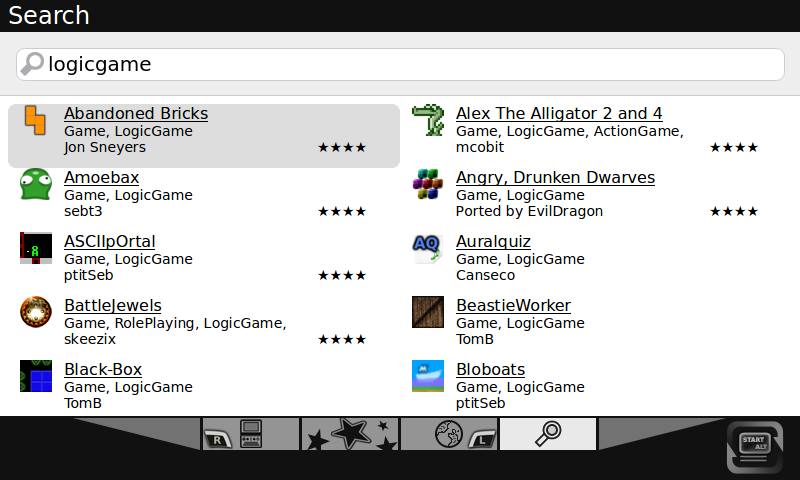 Search
logicgame
Abandoned Bricks
Game, LogicGame
Jon Sneyers ★★★★
Alex The Alligator 2 and 4
Game, LogicGame, ActionGame,
mcobit ★★★★
Amoebax
Game, LogicGame
sebt3 ★★★★
Angry, Drunken Dwarves
Game, LogicGame
Ported by EvilDragon ★★★★
ASCIIpOrtal
Game, LogicGame
ptitSeb ★★★★
Auralquiz
Game, LogicGame
Canseco
BattleJewels
Game, RolePlaying, LogicGame,
skeezix ★★★★
BeastieWorker
Game, LogicGame
TomB
Black-Box
Game, LogicGame
TomB
Bloboats
Game, LogicGame
ptitSeb
R
L
START
ALT
AQ